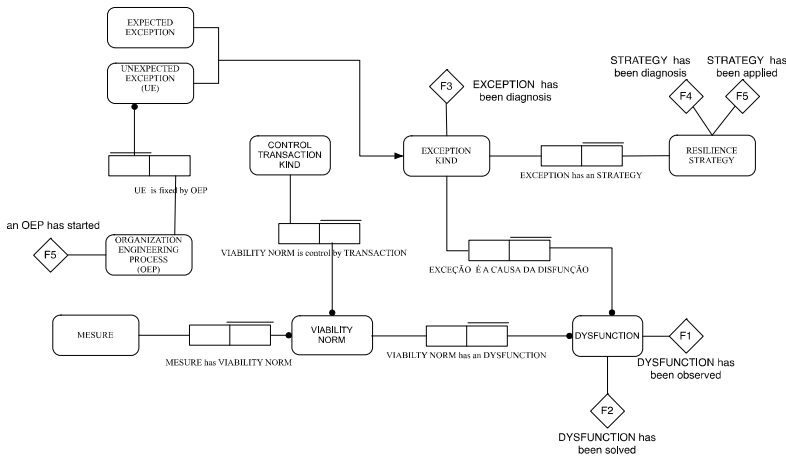 EXPECTED
EXCEPTION
UNEXPECTED
EXCEPTION
(UE)
STRATEGY has
been diagnosis
STRATEGY has
been applied
F3
EXCEPTION has
been diagnosis
F4
F5
CONTROL
TRANSACTION
KIND
EXCEPTION
KIND
RESILIENCE
STRATEGY
EXCEPTION has an STRATEGY
UE is fixed by OEP
an OEP has started
F5
ORGANIZATION
ENGINEERING
PROCESS
(OEP)
VIABILITY NORM is control by TRANSACTION
EXCEÇÃO É A CAUSA DA DISFUNÇÃO
MESURE
MESURE has VIABILITY NORM
VIABILITY
NORM
VIABILTY NORM has an DYSFUNCTION
DYSFUNCTION
F1
DYSFUNCTION has
been observed
F2
DYSFUNCTION has
been solved